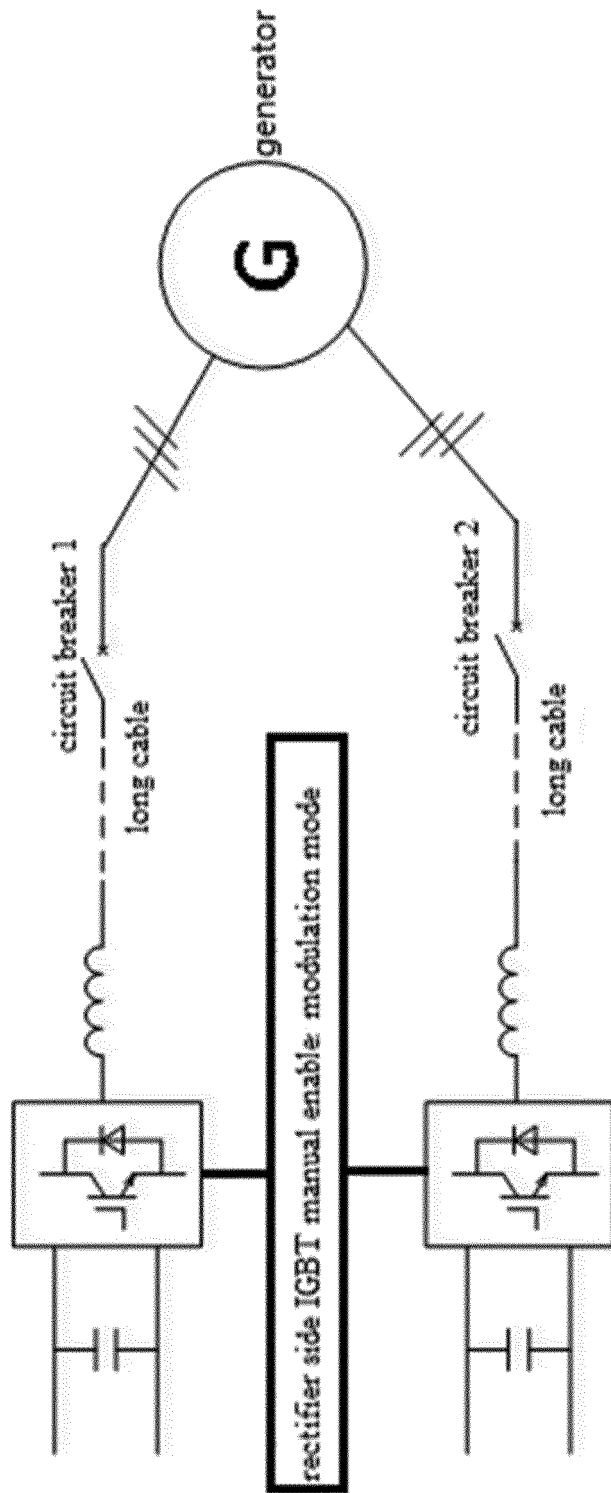 generator
G
circuit breaker 1
long cable
rectifier side IGBT manual enable: modulation mode
circuit breaker 2
long cable